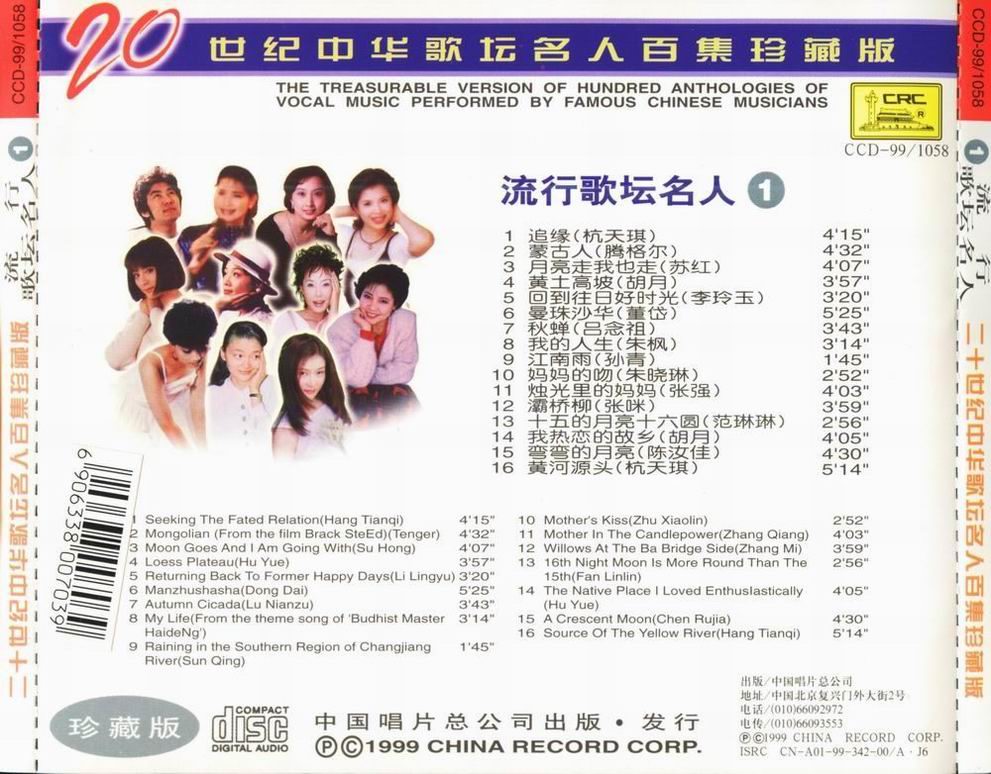 20
世纪中华歌坛名人百集珍藏版
THE TREASURABLE VERSION OF HUNDRED ANTHOLOGIES OF
VOCAL MUSIC PERFORMED BY FAMOUS CHINESE MUSICIANS
CRC
®
CCD-99/1058
流行歌坛名人 1
1 追缘(杭天琪) 4'15"
2 蒙古人(腾格尔) 4'32"
3 月亮走我也走(苏红) 4'07"
4 黄土高坡(胡月) 3'57"
5 回到往日好时光(李玲玉) 3'20"
6 曼珠沙华(董岱) 5'25"
7 秋蝉(吕念祖) 3'43"
8 我的人生(朱枫) 3'14"
9 江南雨(孙青) 1'45"
10 妈妈的吻(朱晓琳) 2'52"
11 烛光里的妈妈(张强) 4'03"
12 灞桥柳(张咪) 3'59"
13 十五的月亮十六圆(范琳琳) 2'56"
14 我热恋的故乡(胡月) 4'05"
15 弯弯的月亮(陈汝佳) 4'30"
16 黄河源头(杭天琪) 5'14"
1 Seeking The Fated Relation(Hang Tianqi) 4'15"
2 Mongolian (From the film Brack SteEd)(Tenger) 4'32"
3 Moon Goes And I Am Going With(Su Hong) 4'07"
4 Loess Plateau(Hu Yue) 3'57"
5 Returning Back To Former Happy Days(Li Lingyu) 3'20"
6 Manzhushasha(Dong Dai) 5'25"
7 Autumn Cicada(Lu Nianzu) 3'43"
8 My Life(From the theme song of 'Budhist Master 3'14"
HaideNg')
9 Raining in the Southern Region of Changjiang 1'45"
River(Sun Qing)
10 Mother's Kiss(Zhu Xiaolin) 2'52"
11 Mother In The Candlepower(Zhang Qiang) 4'03"
12 Willows At The Ba Bridge Side(Zhang Mi) 3'59"
13 16th Night Moon Is More Round Than The 2'56"
15th(Fan Linlin)
14 The Native Place I Loved Enthuslastically 4'05"
(Hu Yue)
15 A Crescent Moon(Chen Rujia) 4'30"
16 Source Of The Yellow River(Hang Tianqi) 5'14"
6 906338 007039
珍藏版
COMPACT
disc
DIGITAL AUDIO
中国唱片总公司出版·发行
ⓅⒸ1999 CHINA RECORD CORP.
出版/中国唱片总公司
地址/中国北京复兴门外大街2号
电话/(010)66092972
电传/(010)66093553
ⓅⒸ1999 CHINA RECORD CORP.
ISRC CN-A01-99-342-00/A·J6
CCD-99/1058
1 流行歌坛名人
二十世纪中华歌坛名人百集珍藏版
CCD-99/1058
1 流行歌坛名人
二十世纪中华歌坛名人百集珍藏版